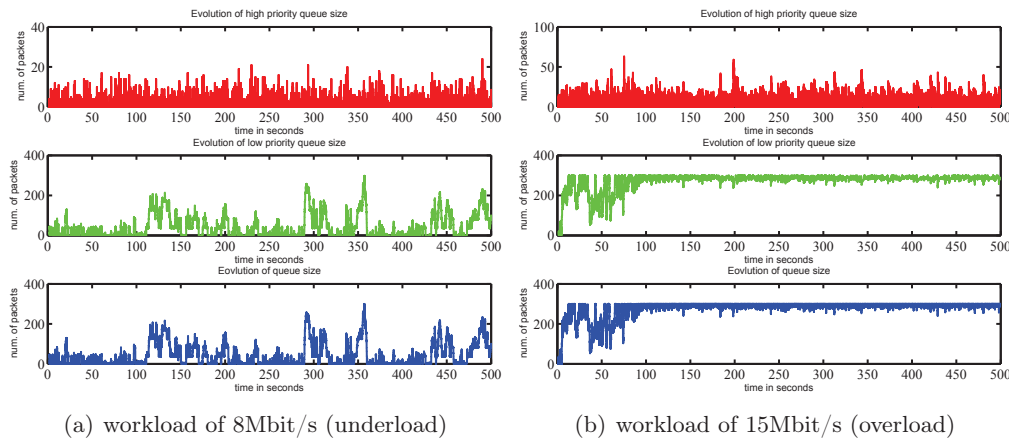 Evolution of high priority queue size
num. of packets
40
20
0
0 50 100 150 200 250 300 350 400 450 500
time in seconds
Evolution of low priority queue size
num. of packets
400
200
0
0 50 100 150 200 250 300 350 400 450 500
time in seconds
Eovlution of queue size
num. of packets
400
200
0
0 50 100 150 200 250 300 350 400 450 500
time in seconds
(a) workload of 8Mbit/s (underload)
Evolution of high priority queue size
num. of packets
100
50
0
0 50 100 150 200 250 300 350 400 450 500
time in seconds
Evolution of low priority queue size
num. of packets
400
200
0
0 50 100 150 200 250 300 350 400 450 500
time in seconds
Eovlution of queue size
num. of packets
400
200
0
0 50 100 150 200 250 300 350 400 450 500
time in seconds
(b) workload of 15Mbit/s (overload)